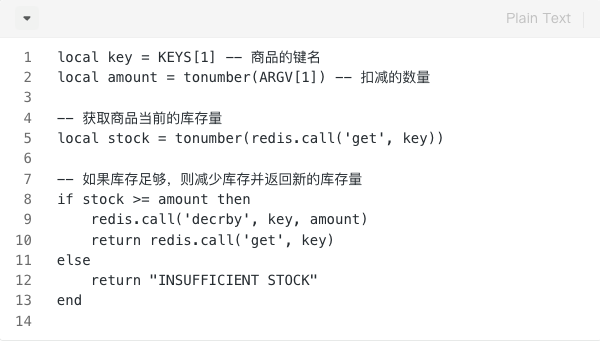 Plain Text
1 local key = KEYS[1] -- 商品的键名
2 local amount = tonumber(ARGV[1]) -- 扣减的数量
3
4 -- 获取商品当前的库存量
5 local stock = tonumber(redis.call('get', key))
6
7 -- 如果库存足够，则减少库存并返回新的库存量
8 if stock >= amount then
9     redis.call('decrby', key, amount)
10     return redis.call('get', key)
11 else
12     return "INSUFFICIENT STOCK"
13 end
14